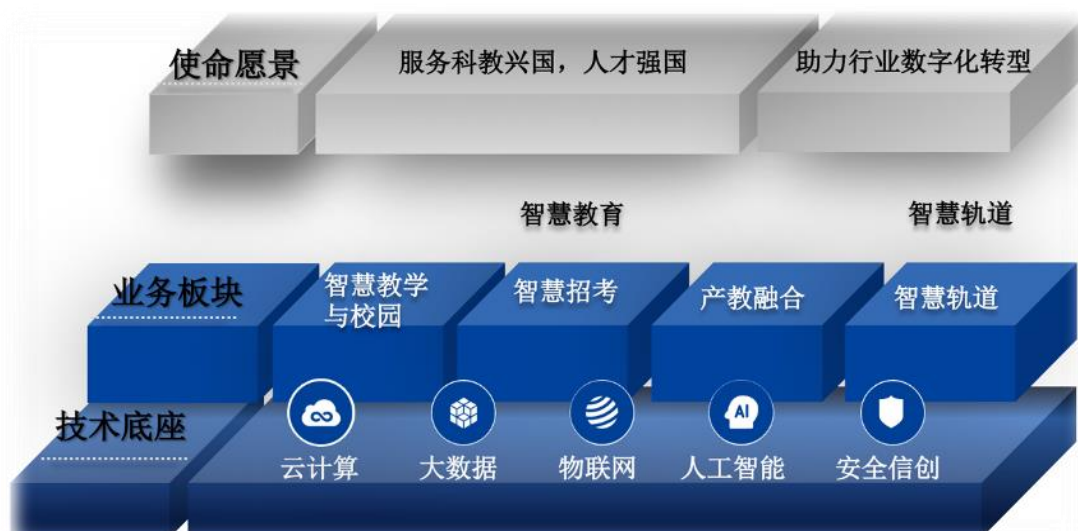 使命愿景
服务科教兴国，人才强国
助力行业数字化转型
智慧教育
智慧轨道
业务板块
智慧教学
与校园
智慧招考
产教融合
智慧轨道
技术底座
AI
云计算
大数据
物联网
人工智能
安全信创